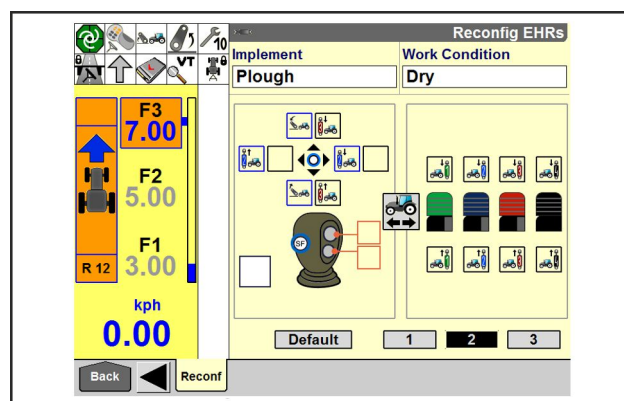 Reconfig EHRs
10
VT
Implement
Work Condition
Plough
Dry
F3
7.00
F2
5.00
F1
R 12
3.00
kph
0.00
SF
Default
1
2
3
Back
Reconf